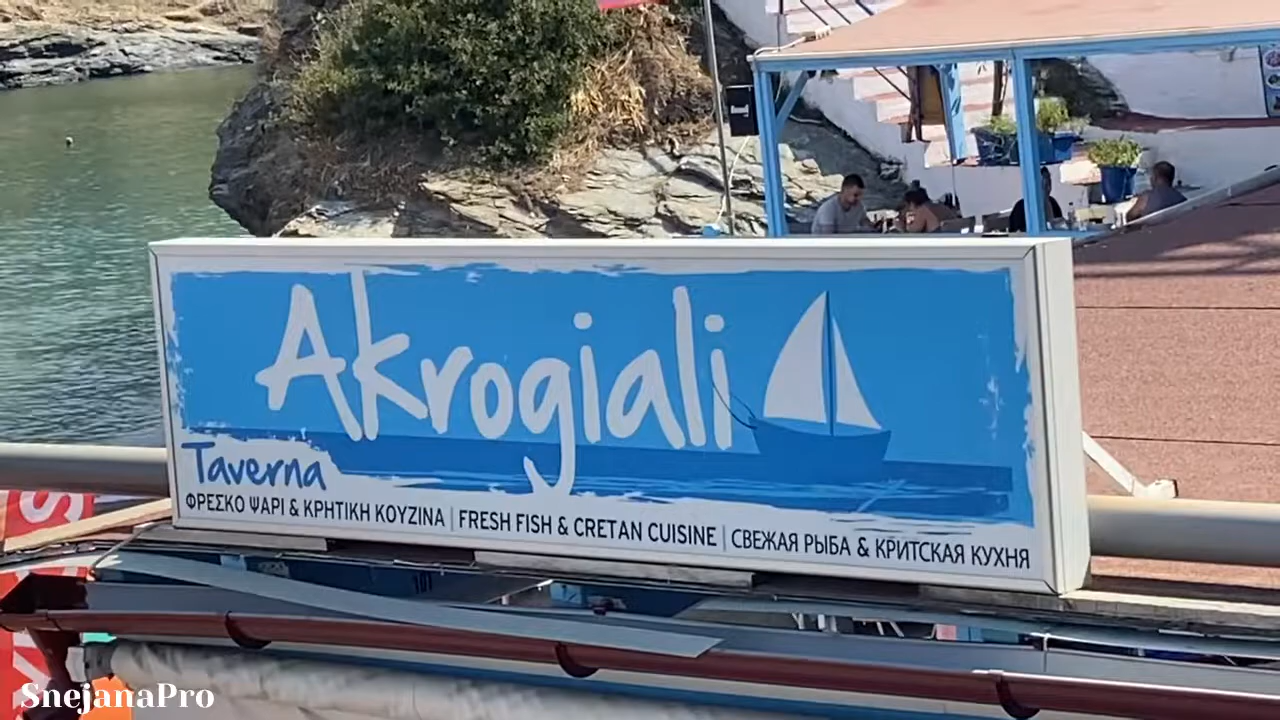 Akrogiali
Taverna
ΦΡΕΣΚΟ ΨΑΡΙ & ΚΡΗΤΙΚΗ ΚΟΥΖΙΝΑ | FRESH FISH & CRETAN CUISINE | СВЕЖАЯ РЫБА & КРИТСКАЯ КУХНЯ
SnejanaPro